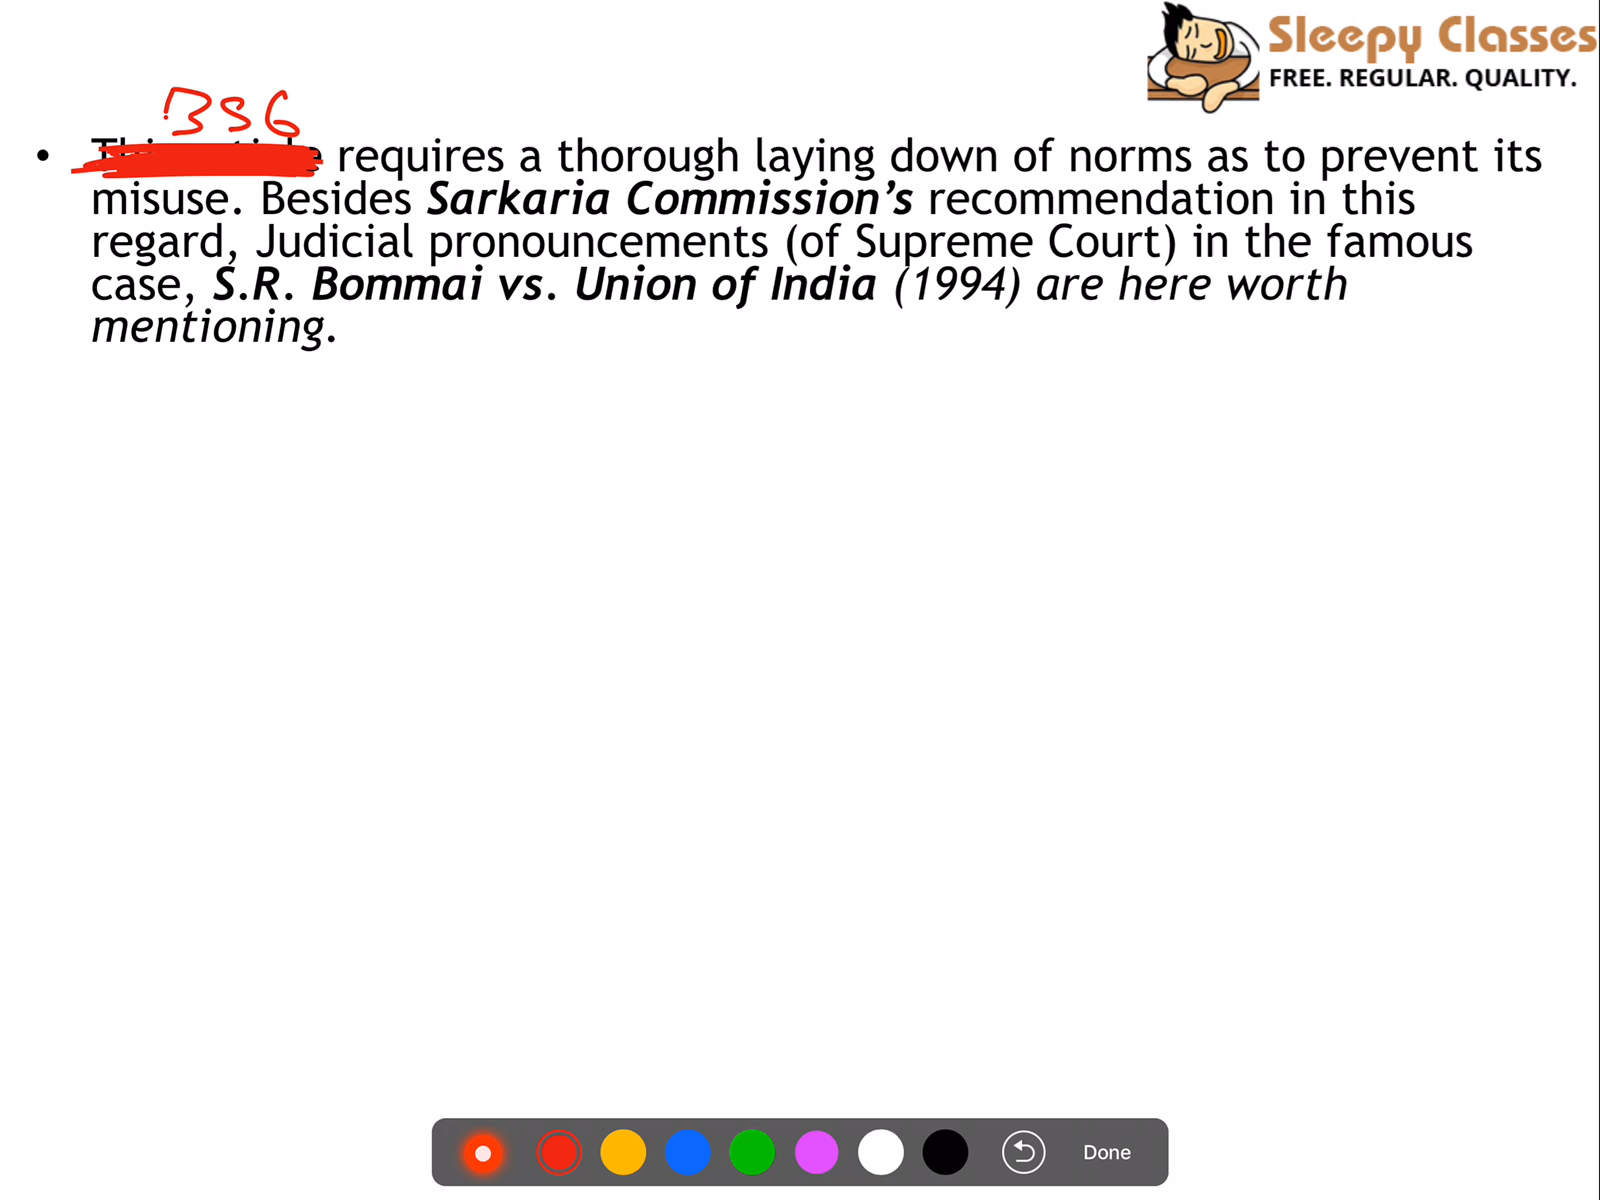 Sleepy Classes
FREE. REGULAR. QUALITY.
356
• This article requires a thorough laying down of norms as to prevent its
misuse. Besides Sarkaria Commission’s recommendation in this
regard, Judicial pronouncements (of Supreme Court) in the famous
case, S.R. Bommai vs. Union of India (1994) are here worth
mentioning.
Done